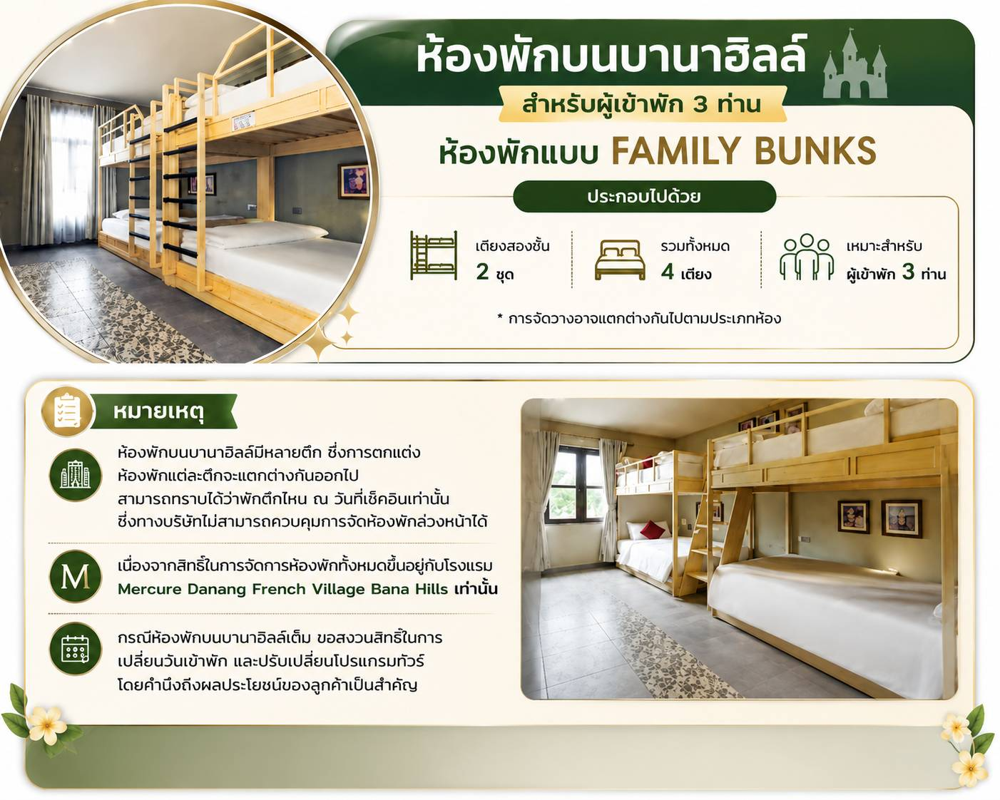 ห้องพักบนบานาฮิลล์
สำหรับผู้เข้าพัก 3 ท่าน
ห้องพักแบบ FAMILY BUNKS
ประกอบไปด้วย
เตียงสองชั้น
2 ชุด
รวมทั้งหมด
4 เตียง
เหมาะสำหรับ
ผู้เข้าพัก 3 ท่าน
* การจัดวางอาจแตกต่างกันไปตามประเภทห้อง
หมายเหตุ
ห้องพักบนบานาฮิลล์มีหลายตึก ซึ่งการตกแต่ง
ห้องพักแต่ละตึกจะแตกต่างกันออกไป
สามารถทราบได้ว่าพักตึกไหน ณ วันที่เช็คอินเท่านั้น
ซึ่งทางบริษัทไม่สามารถควบคุมการจัดห้องพักล่วงหน้าได้
M
เนื่องจากสิทธิ์ในการจัดการห้องพักทั้งหมดขึ้นอยู่กับโรงแรม
Mercure Danang French Village Bana Hills เท่านั้น
กรณีห้องพักบนบานาฮิลล์เต็ม ขอสงวนสิทธิ์ในการ
เปลี่ยนวันเข้าพัก และปรับเปลี่ยนโปรแกรมทัวร์
โดยคำนึงถึงผลประโยชน์ของลูกค้าเป็นสำคัญ